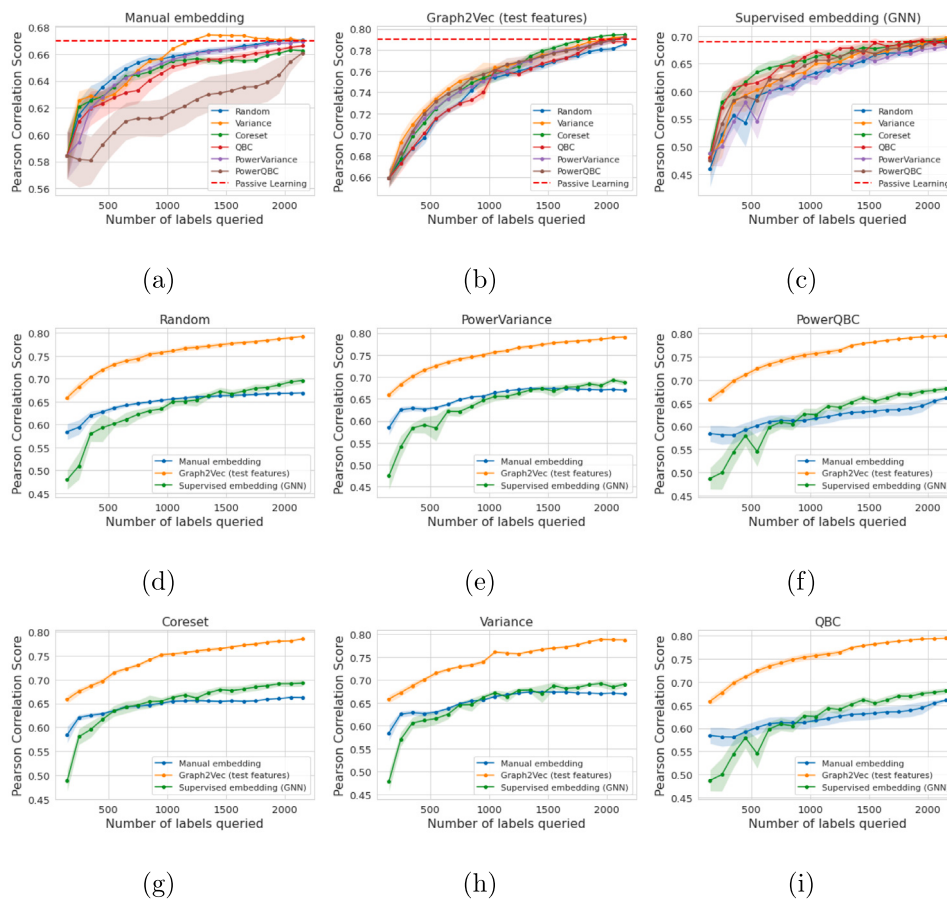 Manual embedding
0.68
0.66
0.64
0.62
0.60
0.58
0.56
Pearson Correlation Score
Random
Variance
Coreset
QBC
PowerVariance
PowerQBC
Passive Learning
500 1000 1500 2000
Number of labels queried
(a)
Graph2Vec (test features)
0.80
0.78
0.76
0.74
0.72
0.70
0.68
0.66
Pearson Correlation Score
Random
Variance
Coreset
QBC
PowerVariance
PowerQBC
Passive Learning
500 1000 1500 2000
Number of labels queried
(b)
Supervised embedding (GNN)
0.70
0.65
0.60
0.55
0.50
0.45
Pearson Correlation Score
Random
Variance
Coreset
QBC
PowerVariance
PowerQBC
Passive Learning
500 1000 1500 2000
Number of labels queried
(c)
Random
0.80
0.75
0.70
0.65
0.60
0.55
0.50
0.45
Pearson Correlation Score
Manual embedding
Graph2Vec (test features)
Supervised embedding (GNN)
500 1000 1500 2000
Number of labels queried
(d)
PowerVariance
0.80
0.75
0.70
0.65
0.60
0.55
0.50
0.45
Pearson Correlation Score
Manual embedding
Graph2Vec (test features)
Supervised embedding (GNN)
500 1000 1500 2000
Number of labels queried
(e)
PowerQBC
0.80
0.75
0.70
0.65
0.60
0.55
0.50
0.45
Pearson Correlation Score
Manual embedding
Graph2Vec (test features)
Supervised embedding (GNN)
500 1000 1500 2000
Number of labels queried
(f)
Coreset
0.80
0.75
0.70
0.65
0.60
0.55
0.50
0.45
Pearson Correlation Score
Manual embedding
Graph2Vec (test features)
Supervised embedding (GNN)
500 1000 1500 2000
Number of labels queried
(g)
Variance
0.80
0.75
0.70
0.65
0.60
0.55
0.50
0.45
Pearson Correlation Score
Manual embedding
Graph2Vec (test features)
Supervised embedding (GNN)
500 1000 1500 2000
Number of labels queried
(h)
QBC
0.80
0.75
0.70
0.65
0.60
0.55
0.50
0.45
Pearson Correlation Score
Manual embedding
Graph2Vec (test features)
Supervised embedding (GNN)
500 1000 1500 2000
Number of labels queried
(i)